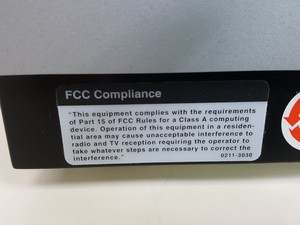 FCC Compliance
"This equipment complies with the requirements
of Part 15 of FCC Rules for a Class A computing
device. Operation of this equipment in a residen-
tial area may cause unacceptable interference to
radio and TV reception requiring the operator to
take whatever steps are necessary to correct the
interference."
0211-3038